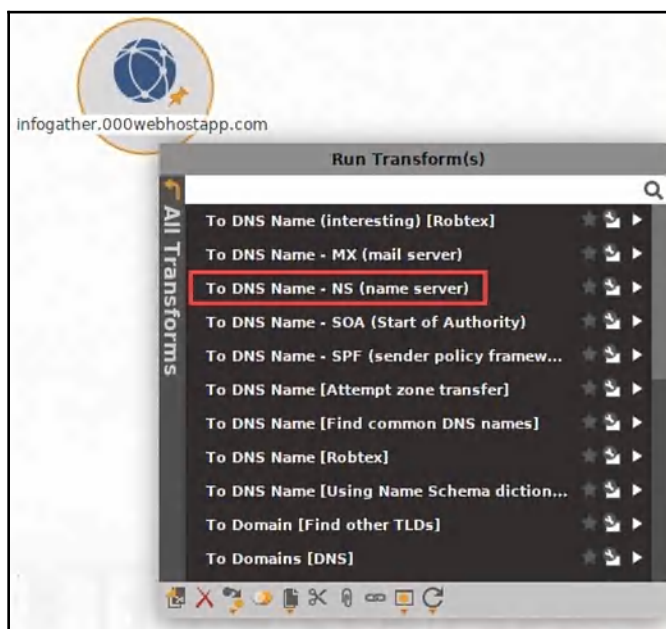 infogather.000webhostapp.com
Run Transform(s)
All Transforms
To DNS Name (interesting) [Robtex]
To DNS Name - MX (mail server)
To DNS Name - NS (name server)
To DNS Name - SOA (Start of Authority)
To DNS Name - SPF (sender policy framew...
To DNS Name [Attempt zone transfer]
To DNS Name [Find common DNS names]
To DNS Name [Robtex]
To DNS Name [Using Name Schema diction...
To Domain [Find other TLDs]
To Domains [DNS]